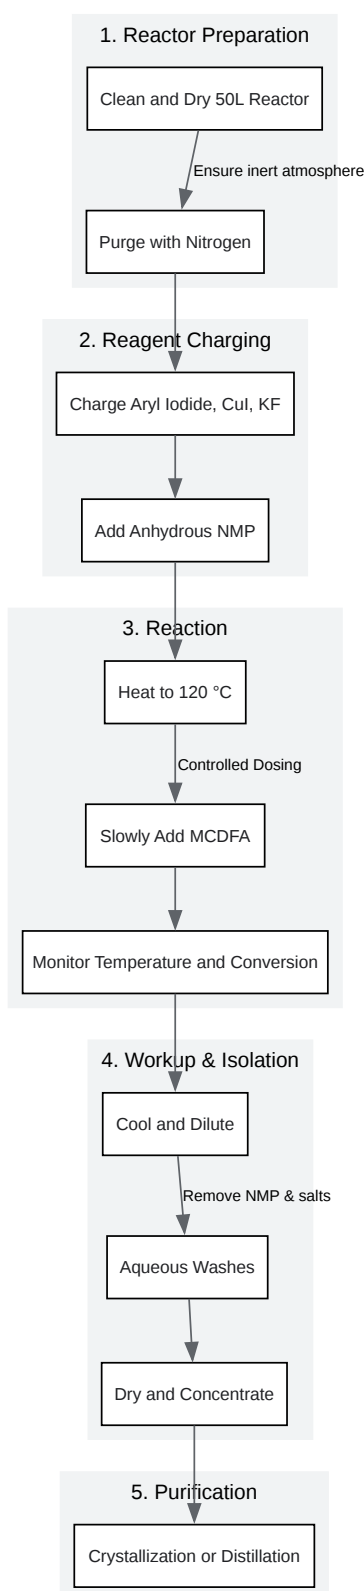 1. Reactor Preparation
Clean and Dry 50L Reactor
Ensure inert atmosphere
Purge with Nitrogen
2. Reagent Charging
Charge Aryl Iodide, CuI, KF
Add Anhydrous NMP
3. Reaction
Heat to 120 °C
Controlled Dosing
Slowly Add MCDFA
Monitor Temperature and Conversion
4. Workup & Isolation
Cool and Dilute
Remove NMP & salts
Aqueous Washes
Dry and Concentrate
5. Purification
Crystallization or Distillation